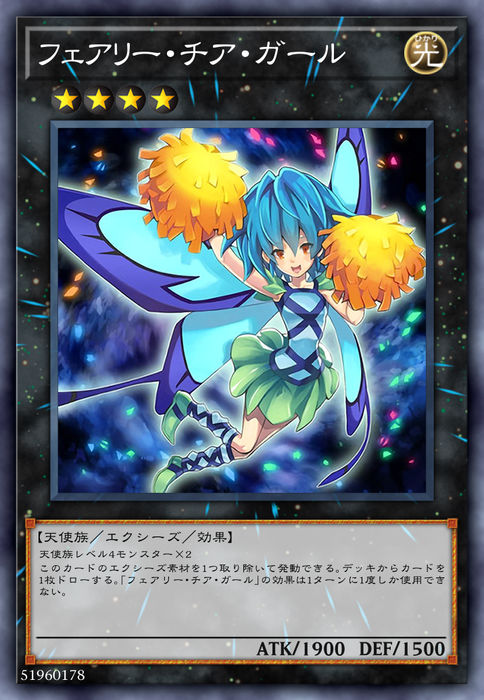 フェアリー・チア・ガール
ひかり
光
【天使族／エクシーズ／効果】
天使族レベル4モンスター×2
このカードのエクシーズ素材を1つ取り除いて発動できる。デッキからカードを
1枚ドローする。「フェアリー・チア・ガール」の効果は1ターンに1度しか使用でき
ない。
ATK/1900 DEF/1500
51960178